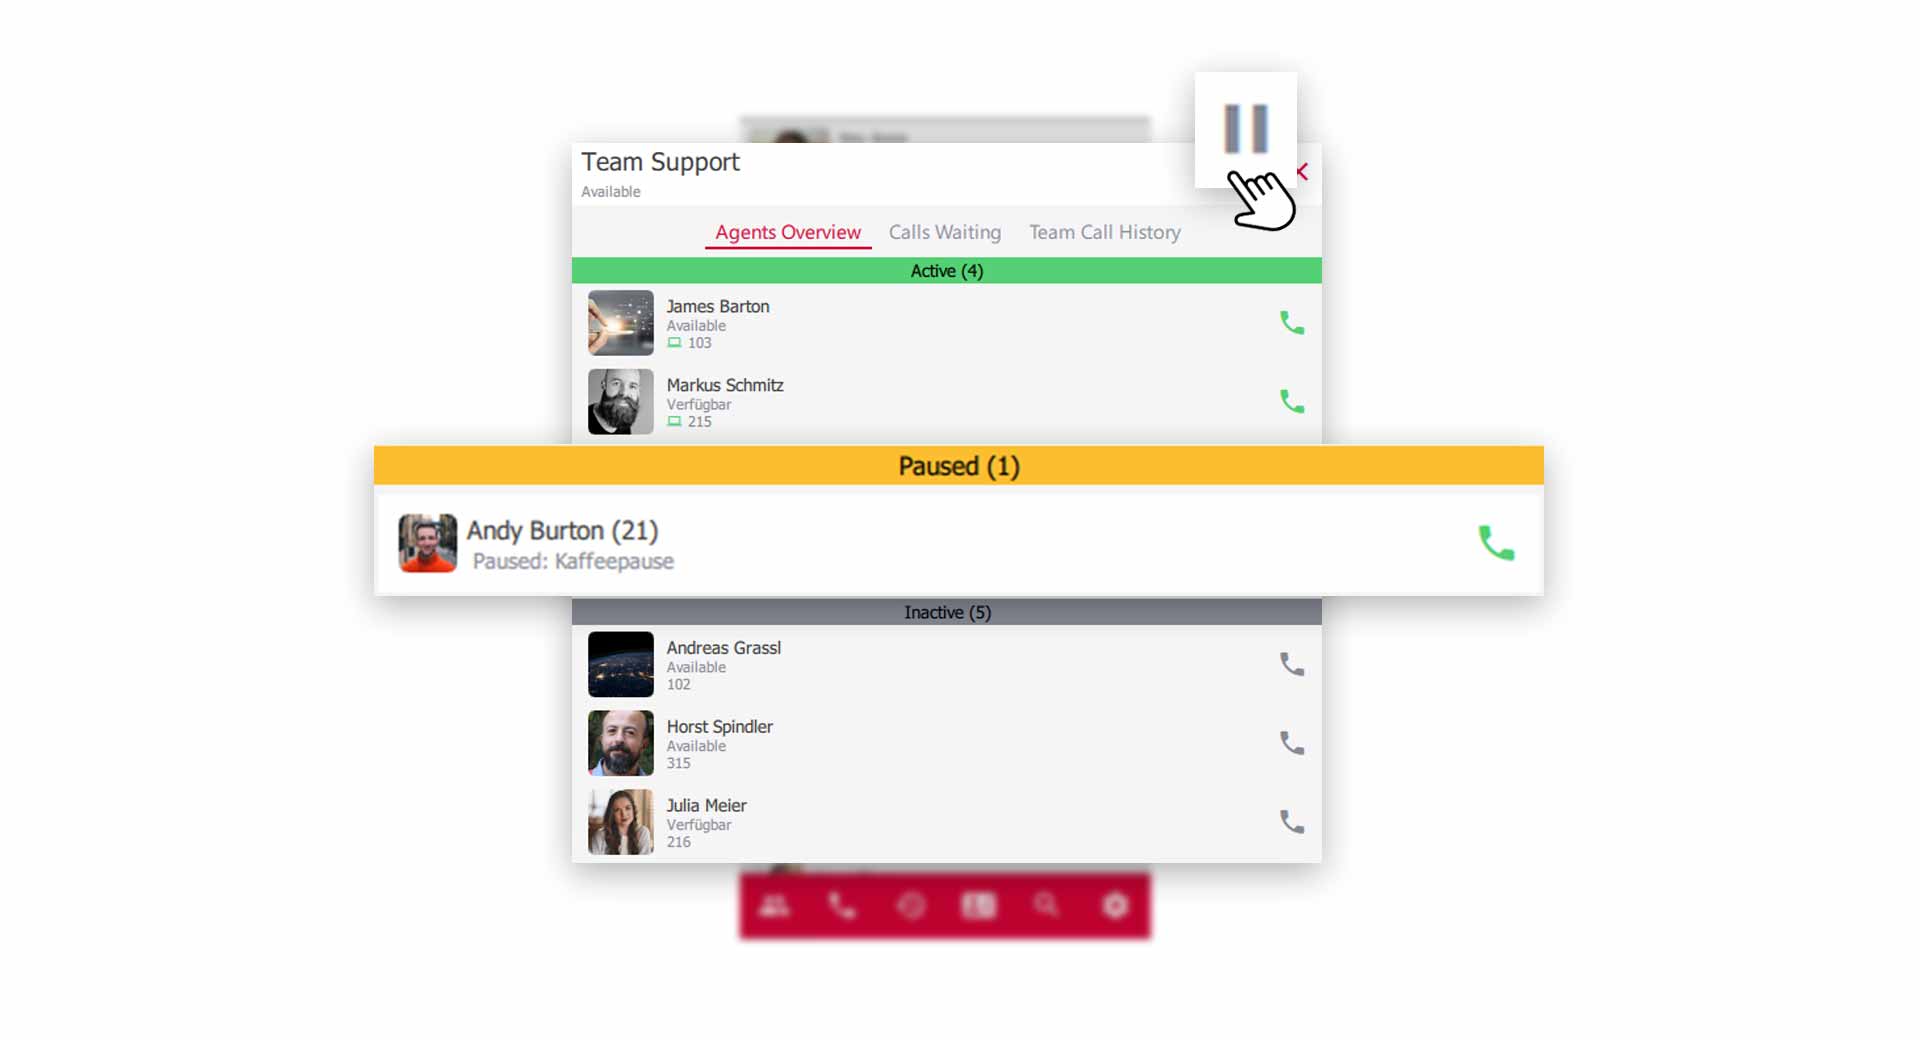 Team Support
Available
Agents Overview
Calls Waiting
Team Call History
Active (4)
James Barton
Available
103
Markus Schmitz
Verfügbar
215
Paused (1)
Andy Burton (21)
Paused: Kaffeepause
Inactive (5)
Andreas Grassl
Available
102
Horst Spindler
Available
315
Julia Meier
Verfügbar
216